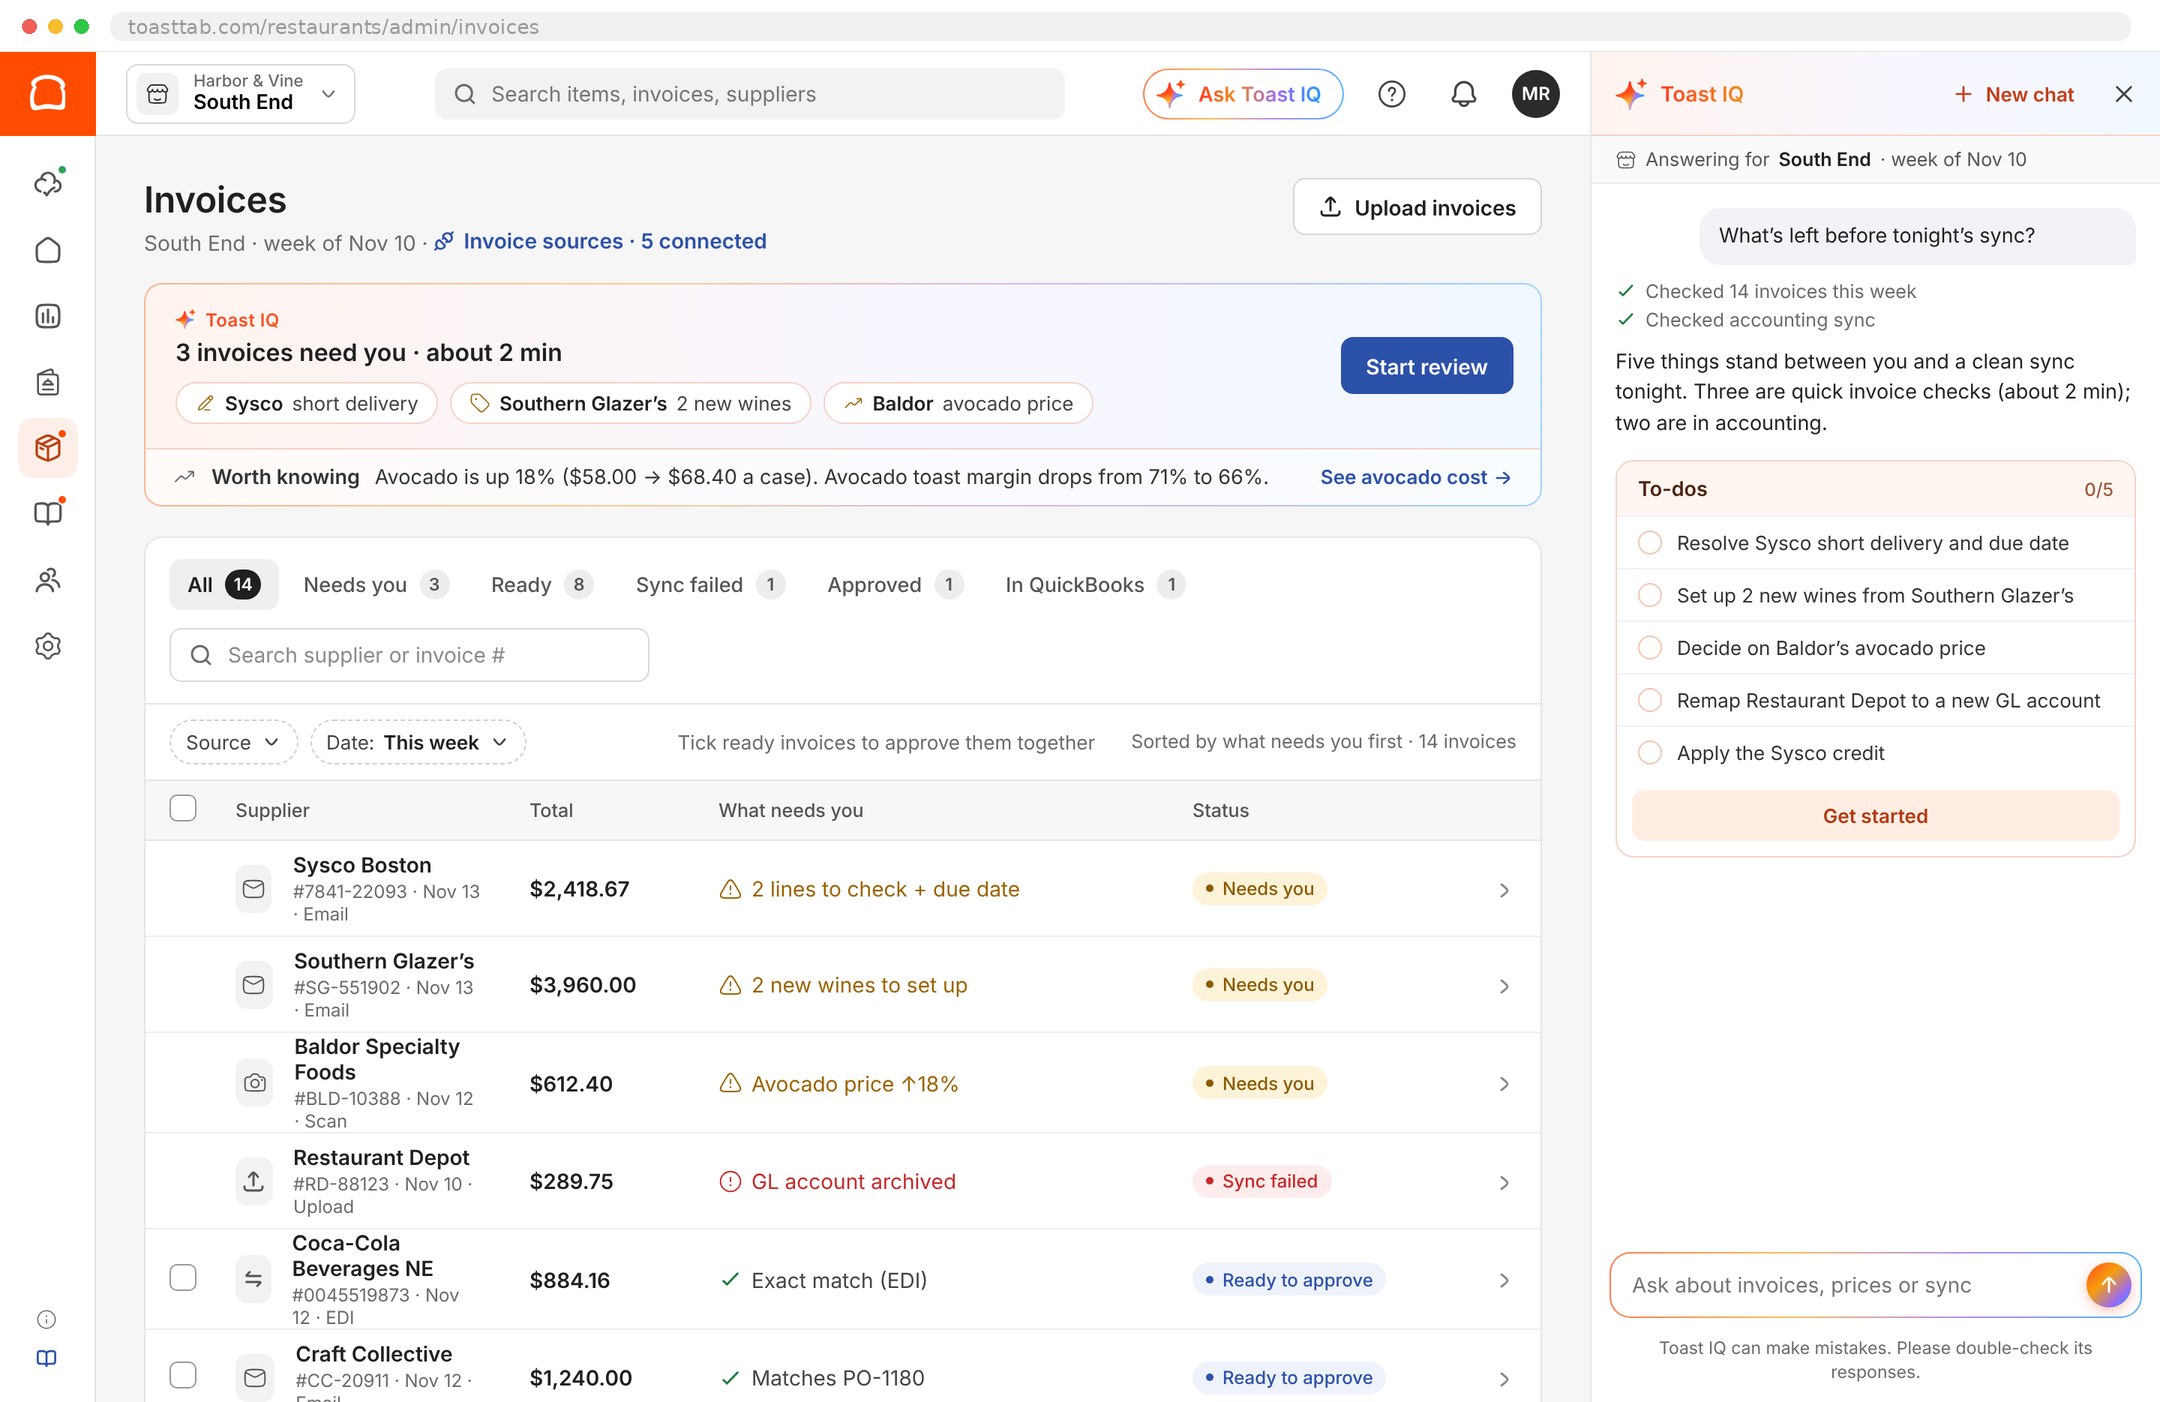 toasttab.com/restaurants/admin/invoices
Harbor & Vine
South End
Search items, invoices, suppliers
Ask Toast IQ
MR
Invoices
South End · week of Nov 10 · Invoice sources · 5 connected
Upload invoices
Toast IQ
3 invoices need you · about 2 min
Sysco short delivery
Southern Glazer’s 2 new wines
Baldor avocado price
Start review
Worth knowing Avocado is up 18% ($58.00 → $68.40 a case). Avocado toast margin drops from 71% to 66%.
See avocado cost →
All 14
Needs you 3
Ready 8
Sync failed 1
Approved 1
In QuickBooks 1
Search supplier or invoice #
Source
Date: This week
Tick ready invoices to approve them together
Sorted by what needs you first · 14 invoices
Supplier
Total
What needs you
Status
Sysco Boston
#7841-22093 · Nov 13
· Email
$2,418.67
2 lines to check + due date
Needs you
Southern Glazer’s
#SG-551902 · Nov 13
· Email
$3,960.00
2 new wines to set up
Needs you
Baldor Specialty
Foods
#BLD-10388 · Nov 12
· Scan
$612.40
Avocado price ↑18%
Needs you
Restaurant Depot
#RD-88123 · Nov 10 ·
Upload
$289.75
GL account archived
Sync failed
Coca-Cola
Beverages NE
#0045519873 · Nov
12 · EDI
$884.16
Exact match (EDI)
Ready to approve
Craft Collective
#CC-20911 · Nov 12 ·
Email
$1,240.00
Matches PO-1180
Ready to approve
Toast IQ
+ New chat
Answering for South End · week of Nov 10
What’s left before tonight’s sync?
Checked 14 invoices this week
Checked accounting sync
Five things stand between you and a clean sync
tonight. Three are quick invoice checks (about 2 min);
two are in accounting.
To-dos
0/5
Resolve Sysco short delivery and due date
Set up 2 new wines from Southern Glazer’s
Decide on Baldor’s avocado price
Remap Restaurant Depot to a new GL account
Apply the Sysco credit
Get started
Ask about invoices, prices or sync
Toast IQ can make mistakes. Please double-check its
responses.